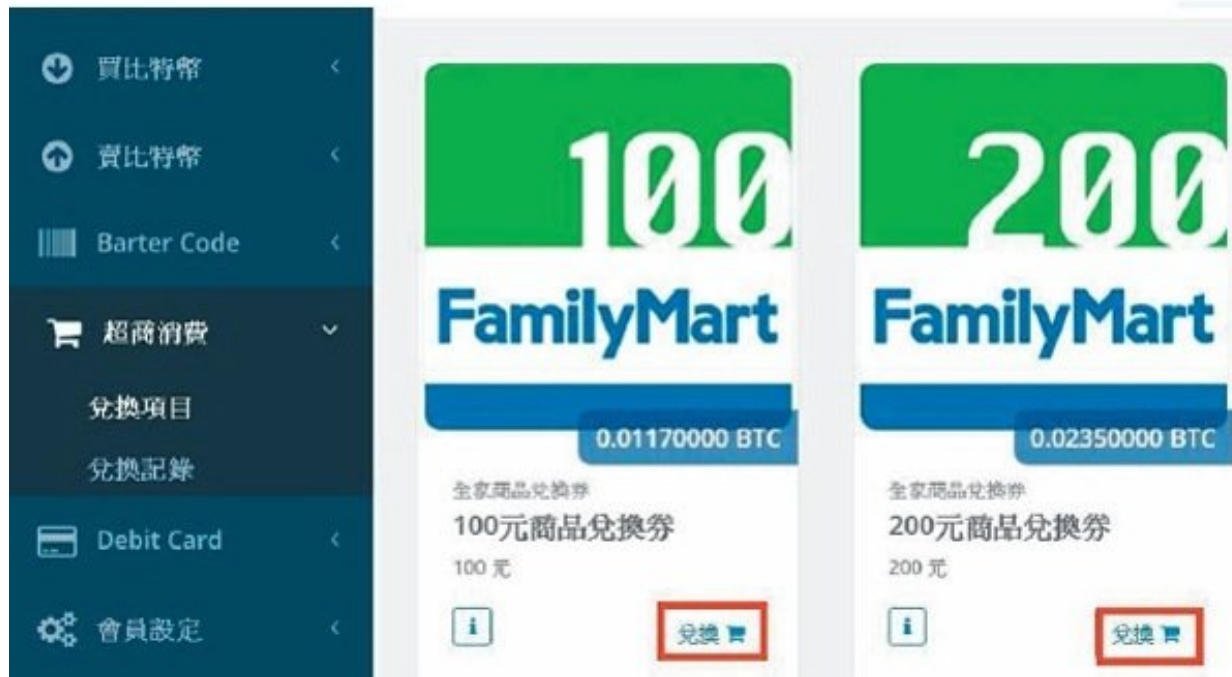 買比特幣
賣比特幣
Barter Code
超商消費
兌換項目
兌換記錄
Debit Card
會員設定
100
FamilyMart
0.01170000 BTC
全家商品兌換券
100元商品兌換券
100 元
i
兌換
200
FamilyMart
0.02350000 BTC
全家商品兌換券
200元商品兌換券
200 元
i
兌換